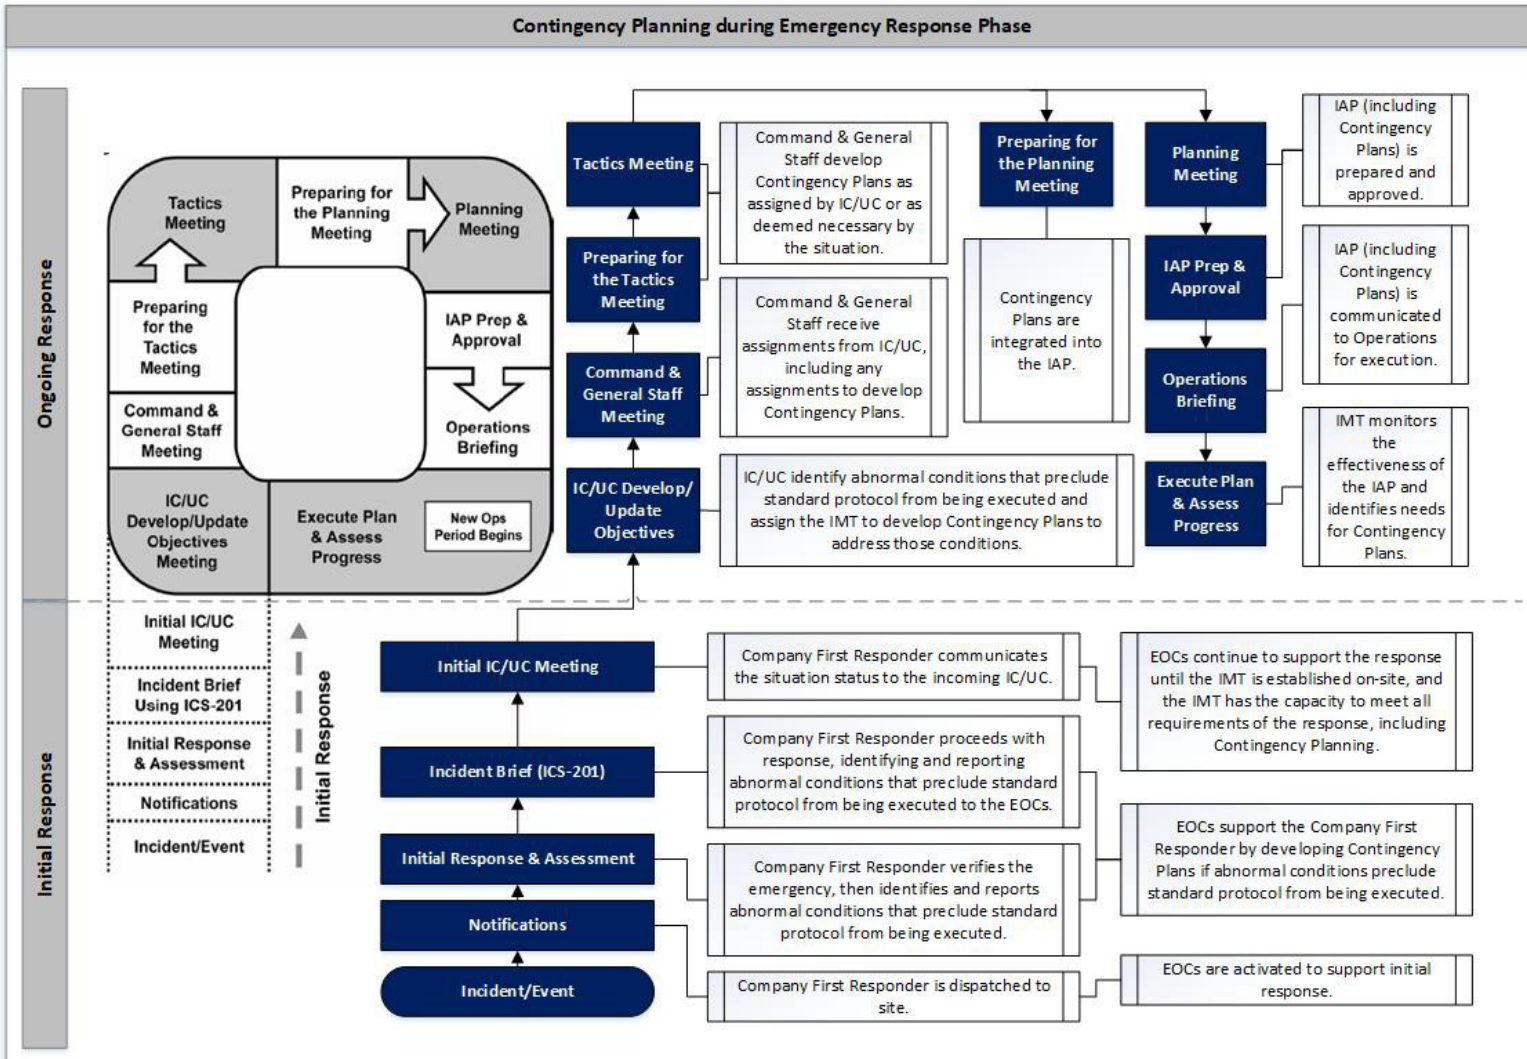 Contingency Planning during Emergency Response Phase
Ongoing Response
Tactics
Meeting
Preparing for
the Planning
Meeting
Planning
Meeting
Preparing
for the
Tactics
Meeting
IAP Prep &
Approval
Command &
General Staff
Meeting
Operations
Briefing
IC/UC
Develop/Update
Objectives
Meeting
Execute Plan
& Assess
Progress
New Ops
Period Begins
Tactics Meeting
Command & General
Staff develop
Contingency Plans as
assigned by IC/UC or as
deemed necessary by
the situation.
Preparing for
the Tactics
Meeting
Command &
General Staff
Meeting
Command & General
Staff receive
assignments from IC/UC,
including any
assignments to develop
Contingency Plans.
IC/UC Develop/
Update
Objectives
IC/UC identify abnormal conditions that preclude
standard protocol from being executed and
assign the IMT to develop Contingency Plans to
address those conditions.
Preparing for
the Planning
Meeting
Contingency
Plans are
integrated into
the IAP.
Planning
Meeting
IAP (including
Contingency
Plans) is
prepared and
approved.
IAP Prep &
Approval
IAP (including
Contingency
Plans) is
communicated
to Operations
for execution.
Operations
Briefing
Execute Plan
& Assess
Progress
IMT monitors
the
effectiveness of
the IAP and
identifies needs
for Contingency
Plans.
Initial Response
Initial IC/UC
Meeting
Incident Brief
Using ICS-201
Initial Response
& Assessment
Notifications
Incident/Event
Initial Response
Initial IC/UC Meeting
Company First Responder communicates
the situation status to the incoming IC/UC.
EOCs continue to support the response
until the IMT is established on-site, and
the IMT has the capacity to meet all
requirements of the response, including
Contingency Planning.
Incident Brief (ICS-201)
Company First Responder proceeds with
response, identifying and reporting
abnormal conditions that preclude standard
protocol from being executed to the EOCs.
Initial Response & Assessment
Company First Responder verifies the
emergency, then identifies and reports
abnormal conditions that preclude standard
protocol from being executed.
EOCs support the Company First
Responder by developing Contingency
Plans if abnormal conditions preclude
standard protocol from being executed.
Notifications
Company First Responder is dispatched to
site.
EOCs are activated to support initial
response.
Incident/Event